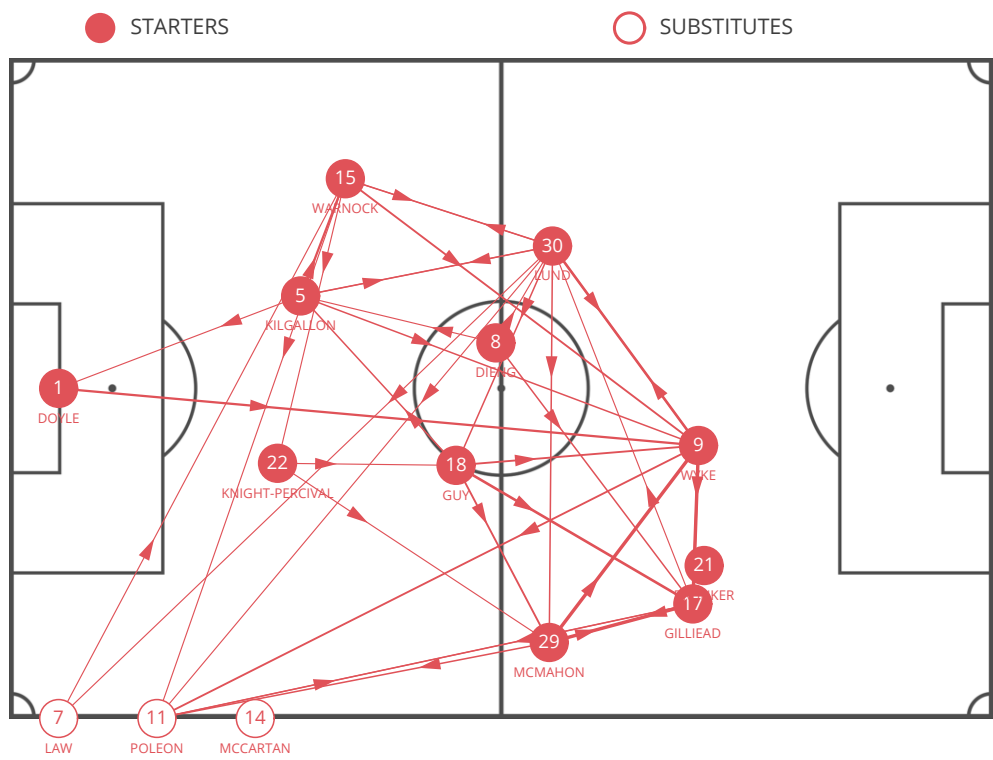 STARTERS
SUBSTITUTES
15
WARNOCK
30
LUND
5
KILGALLON
8
DIENG
1
DOYLE
9
WYKE
22
KNIGHT-PERCIVAL
18
GUY
21
17
GILLIEAD
29
MCMAHON
7
LAW
11
POLEON
14
MCCARTAN